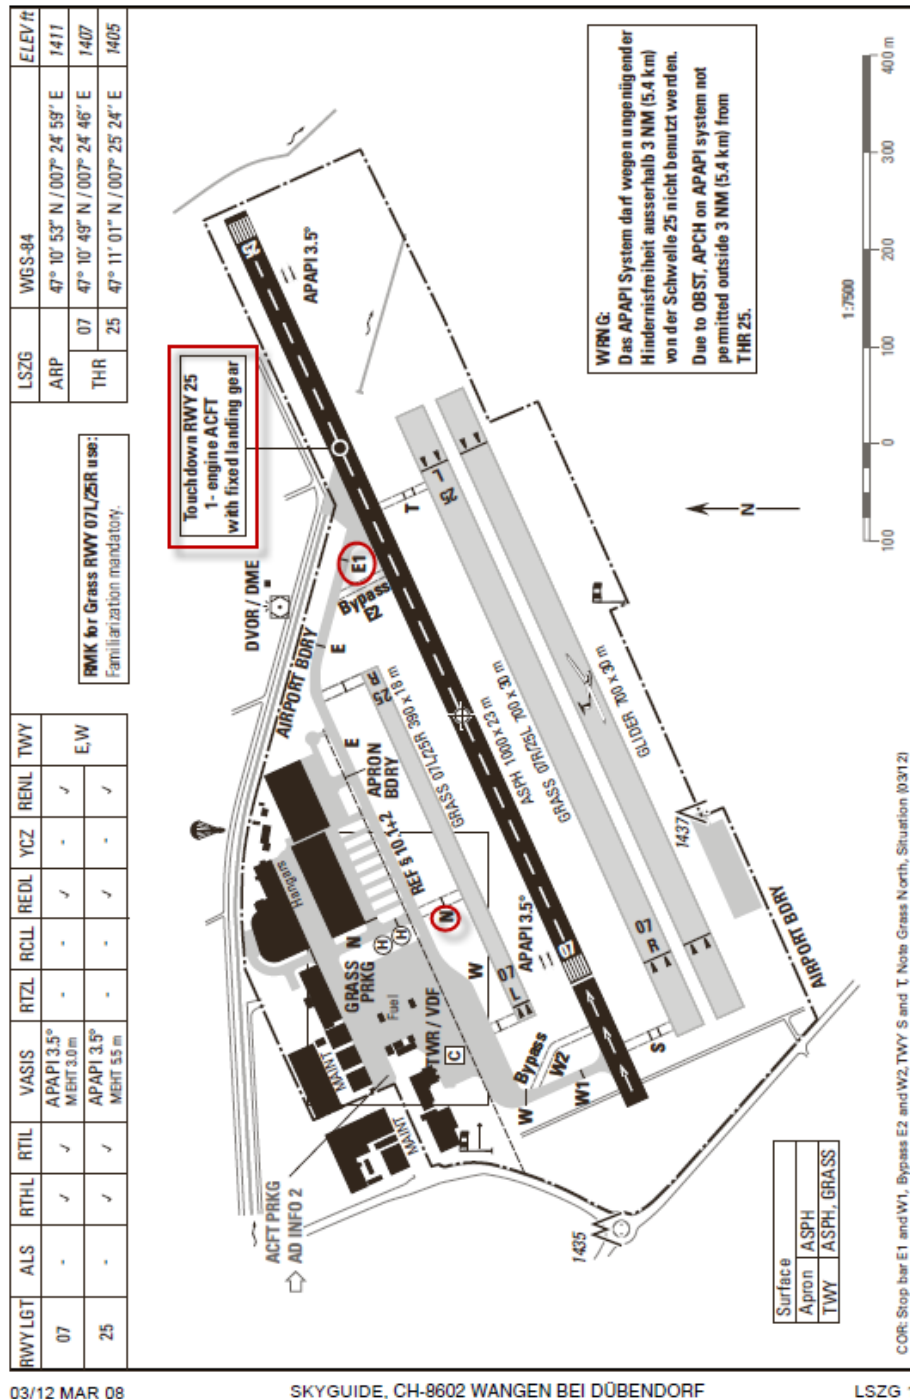 RWY LGT ALS RTHL RTIL VASIS RTZL RCLL REDL YCZ RENL TWY
07 - ✓ ✓ APAPI 3.5° MEHT 3.0 m - - ✓ - ✓ E,W
25 - ✓ ✓ APAPI 3.5° MEHT 5.5 m - - ✓ - ✓
RMK for Grass RWY 07L/25R use:
Familiarization mandatory.
LSZG WGS-84 ELEV ft
ARP 47° 10' 53'' N / 007° 24' 59'' E 1411
THR 07 47° 10' 49'' N / 007° 24' 46'' E 1407
25 47° 11' 01'' N / 007° 25' 24'' E 1405
Touchdown RWY 25
1- engine ACFT
with fixed landing gear
DVOR / DME
AIRPORT BDRY
E1
Bypass
E2
E
E
APRON
BDRY
Hangars
REF § 10, 1+2
N
N
H
H
GRASS
PRKG
Fuel
TWR / VDF
C
MAINT
MAINT
ACFT PRKG
AD INFO 2
W
W
Bypass
W2
W1
S
T
25
R
GRASS 07L/25R 390 x 18 m
07
L
APAPI 3.5°
07
ASPH 1000 x 23 m
25
APAPI 3.5°
25
L
GRASS 07R/25L 700 x 30 m
07
R
GLIDER 700 x 30 m
1437
1435
AIRPORT BDRY
N
WRNG:
Das APAPI System darf wegen ungenügender
Hindernisfreiheit ausserhalb 3 NM (5.4 km)
von der Schwelle 25 nicht benutzt werden.
Due to OBST, APCH on APAPI system not
permitted outside 3 NM (5.4 km) from
THR 25.
1:7500
100 0 100 200 300 400 m
Surface
Apron ASPH
TWY ASPH, GRASS
COR: Stop bar E1 and W1, Bypass E2 and W2, TWY S and T, Note Grass North, Situation (03/12)
03/12 MAR 08 SKYGUIDE, CH-8602 WANGEN BEI DÜBENDORF LSZG